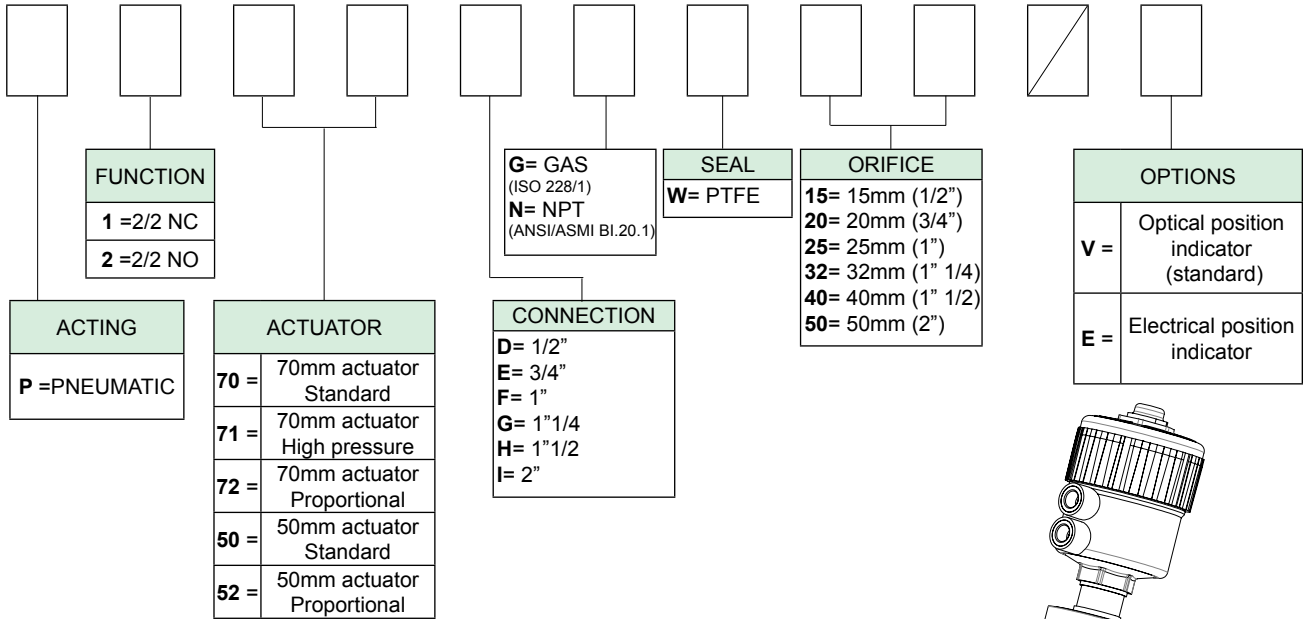 FUNCTION
1 =2/2 NC
2 =2/2 NO
ACTING
P =PNEUMATIC
ACTUATOR
70 = 70mm actuator
Standard
71 = 70mm actuator
High pressure
72 = 70mm actuator
Proportional
50 = 50mm actuator
Standard
52 = 50mm actuator
Proportional
G= GAS
(ISO 228/1)
N= NPT
(ANSI/ASMI BI.20.1)
CONNECTION
D= 1/2”
E= 3/4”
F= 1”
G= 1”1/4
H= 1”1/2
I= 2”
SEAL
W= PTFE
ORIFICE
15= 15mm (1/2”)
20= 20mm (3/4”)
25= 25mm (1”)
32= 32mm (1” 1/4)
40= 40mm (1” 1/2)
50= 50mm (2”)
OPTIONS
V = Optical position
indicator
(standard)
E = Electrical position
indicator